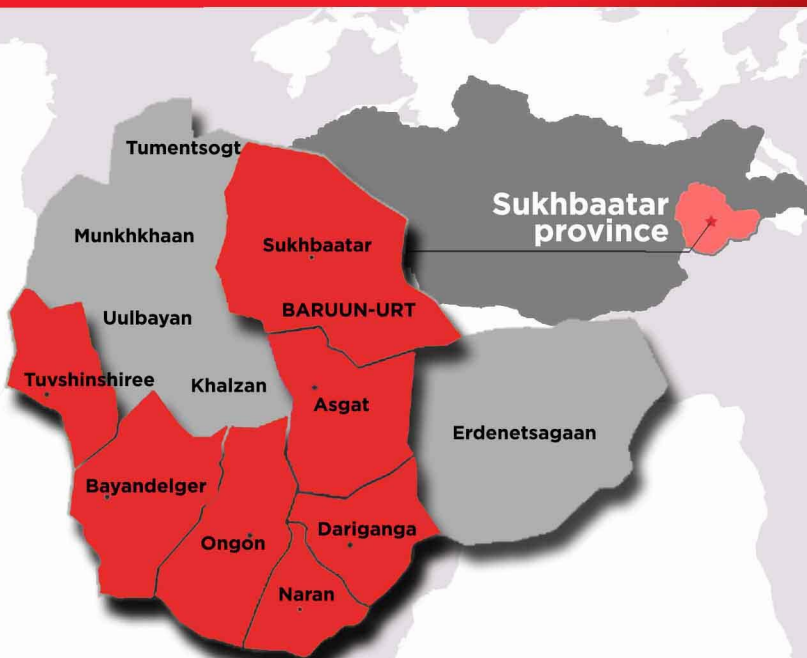 Tumentsogt
Sukhbaatar
province
Munkhkhaan
Sukhbaatar
BARUUN-URT
Uulbayan
Tuvshinshiree
Khalzan
Asgat
Erdenetsagaan
Bayandelger
Ongon
Dariganga
Naran